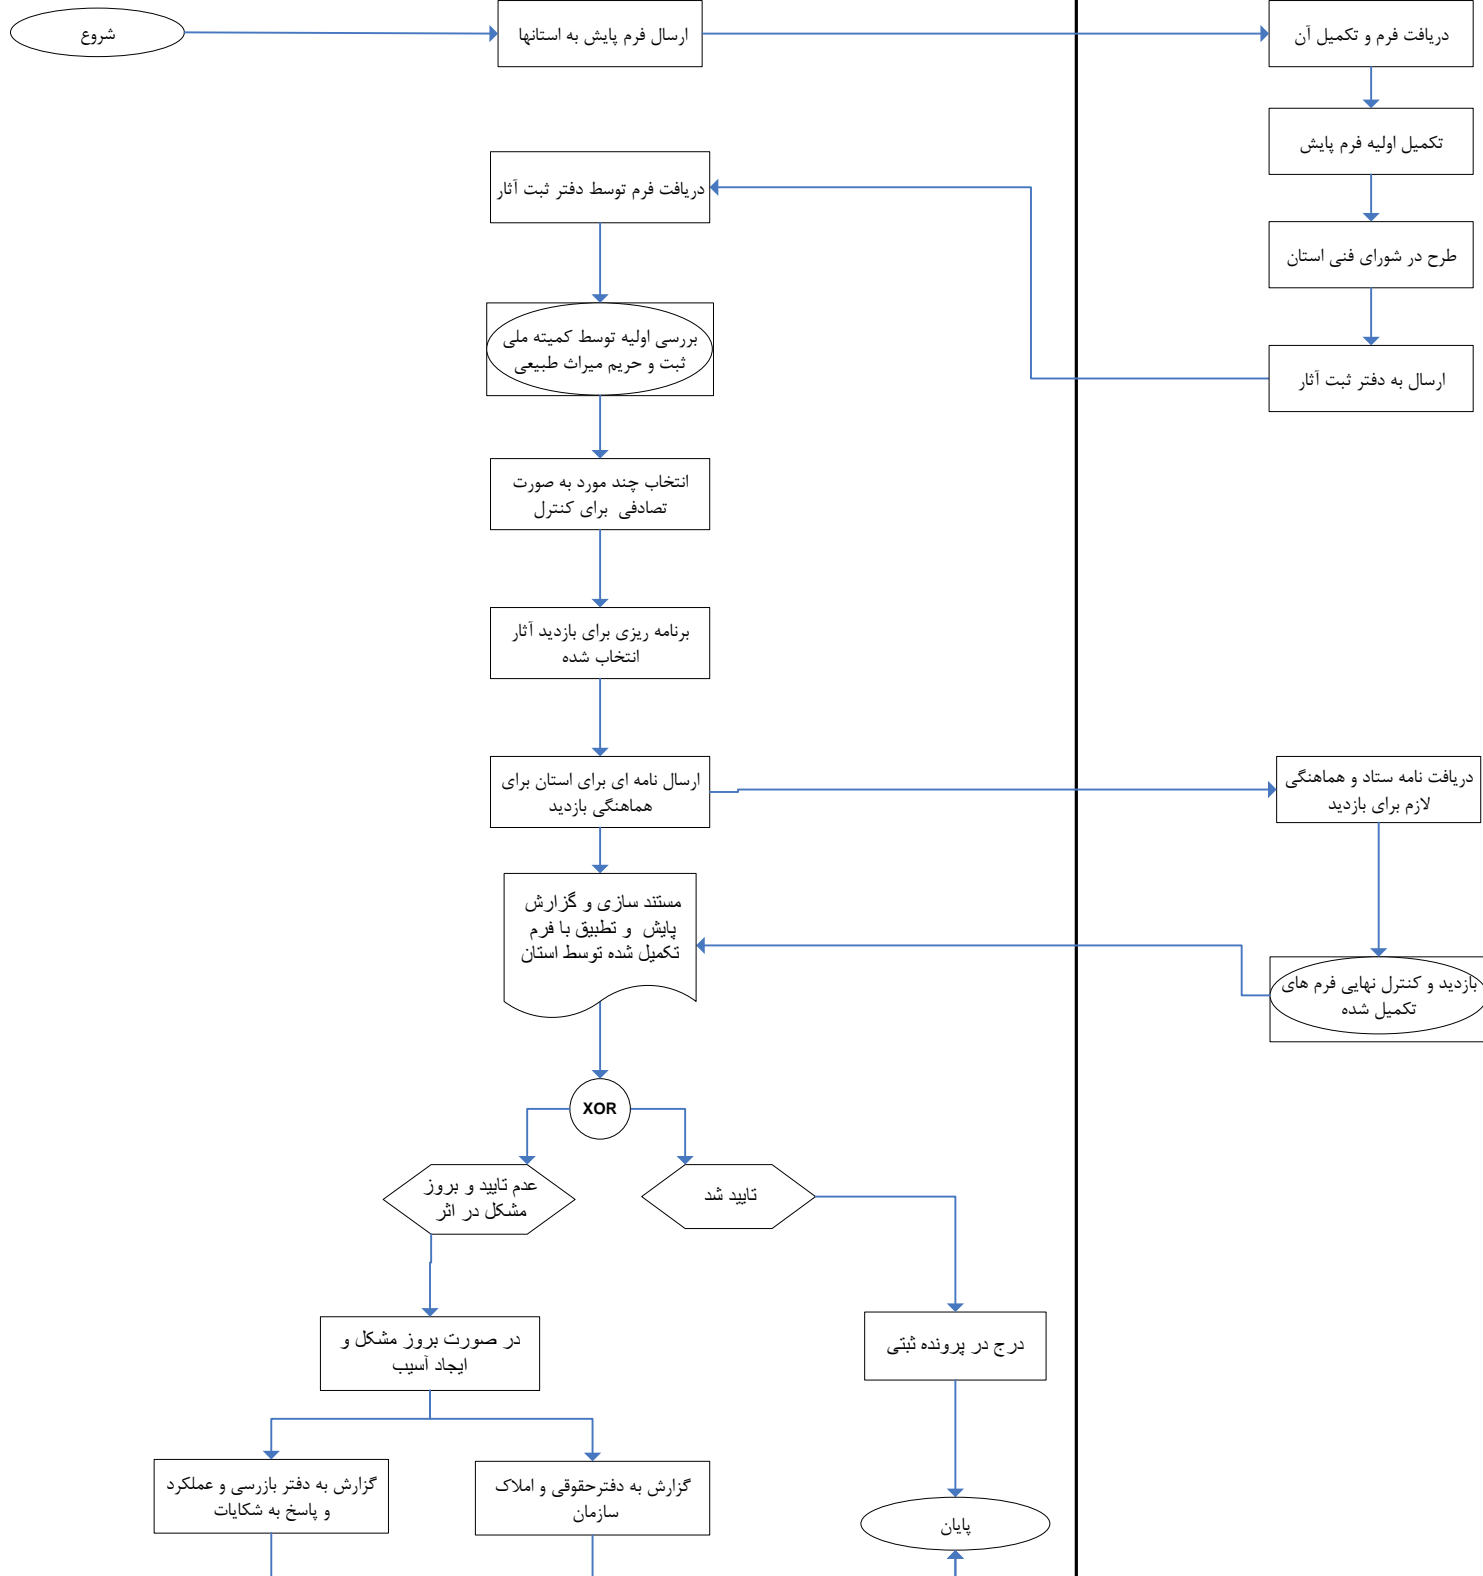 شروع
ارسال فرم پایش به استانها
دریافت فرم و تکمیل آن
تکمیل اولیه فرم پایش
دریافت فرم توسط دفتر ثبت آثار
طرح در شورای فنی استان
بررسی اولیه توسط کمیته ملی
ثبت و حریم میراث طبیعی
ارسال به دفتر ثبت آثار
انتخاب چند مورد به صورت
تصادفی برای کنترل
برنامه ریزی برای بازدید آثار
انتخاب شده
ارسال نامه ای برای استان برای
هماهنگی بازدید
دریافت نامه ستاد و هماهنگی
لازم برای بازدید
مستند سازی و گزارش
پایش و تطبیق با فرم
تکمیل شده توسط استان
بازدید و کنترل نهایی فرم های
تکمیل شده
XOR
تایید شد
عدم تایید و بروز
مشکل در اثر
در صورت بروز مشکل و
ایجاد آسیب
درج در پرونده ثبتی
گزارش به دفتر بازرسی و عملکرد
و پاسخ به شکایات
گزارش به دفترحقوقی و املاک
سازمان
پایان